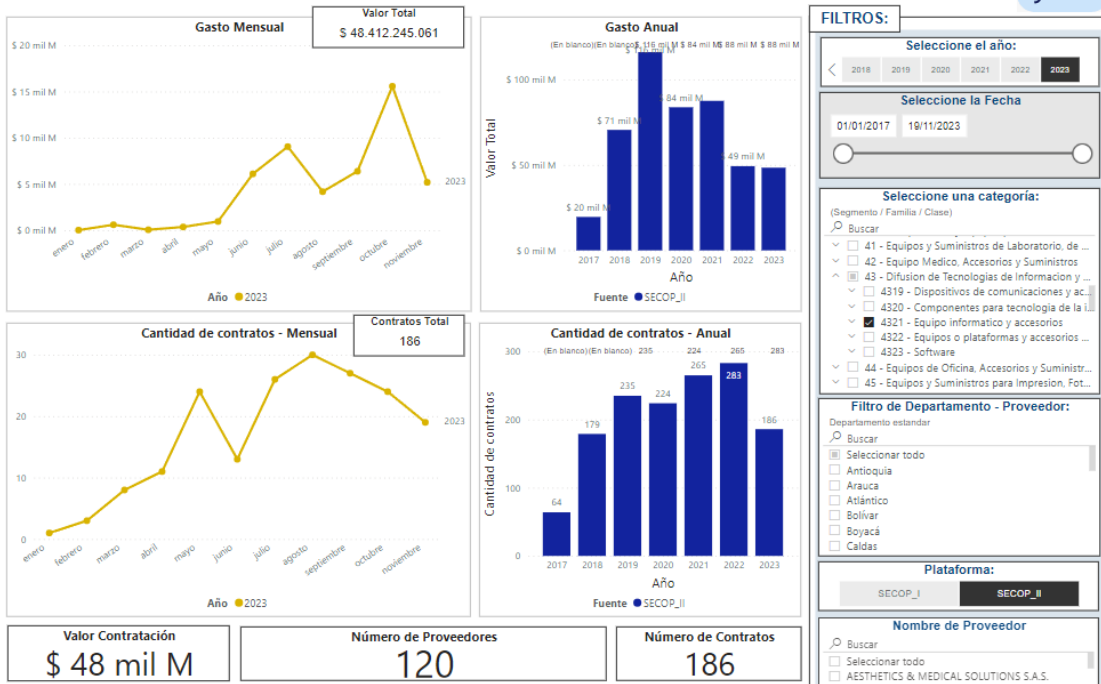 Gasto Mensual
Valor Total
$ 48.412.245.061
$ 20 mil M
$ 15 mil M
$ 10 mil M
$ 5 mil M
$ 0 mil M
2023
enero
febrero
marzo
abril
mayo
junio
julio
agosto
septiembre
octubre
noviembre
Año 2023
Gasto Anual
(En blanco)(En blanco) $ 116 mil M $ 84 mil M $ 88 mil M $ 88 mil M
$ 116 mil M
$ 100 mil M
$ 84 mil M
$ 71 mil M
$ 50 mil M
$ 49 mil M
$ 20 mil M
$ 0 mil M
Valor Total
2017 2018 2019 2020 2021 2022 2023
Año
Fuente SECOP_II
Cantidad de contratos - Mensual
Contratos Total
186
30
20
10
0
2023
enero
febrero
marzo
abril
mayo
junio
julio
agosto
septiembre
octubre
noviembre
Año 2023
Cantidad de contratos - Anual
(En blanco)(En blanco) 235 224 265 283
300
200
100
0
Cantidad de contratos
64
179
235
224
265
283
186
2017 2018 2019 2020 2021 2022 2023
Año
Fuente SECOP_II
Valor Contratación
$ 48 mil M
Número de Proveedores
120
Número de Contratos
186
FILTROS:
Seleccione el año:
2018 2019 2020 2021 2022 2023
Seleccione la Fecha
01/01/2017 19/11/2023
Seleccione una categoría:
(Segmento / Familia / Clase)
Buscar
41 - Equipos y Suministros de Laboratorio, de ...
42 - Equipo Medico, Accesorios y Suministros
43 - Difusion de Tecnologias de Informacion y ...
4319 - Dispositivos de comunicaciones y ac...
4320 - Componentes para tecnologia de la i...
4321 - Equipo informatico y accesorios
4322 - Equipos o plataformas y accesorios ...
4323 - Software
44 - Equipos de Oficina, Accesorios y Suministr...
45 - Equipos y Suministros para Impresion, Fot...
Filtro de Departamento - Proveedor:
Departamento estandar
Buscar
Seleccionar todo
Antioquia
Arauca
Atlántico
Bolívar
Boyacá
Caldas
Plataforma:
SECOP_I SECOP_II
Nombre de Proveedor
Buscar
Seleccionar todo
AESTHETICS & MEDICAL SOLUTIONS S.A.S.